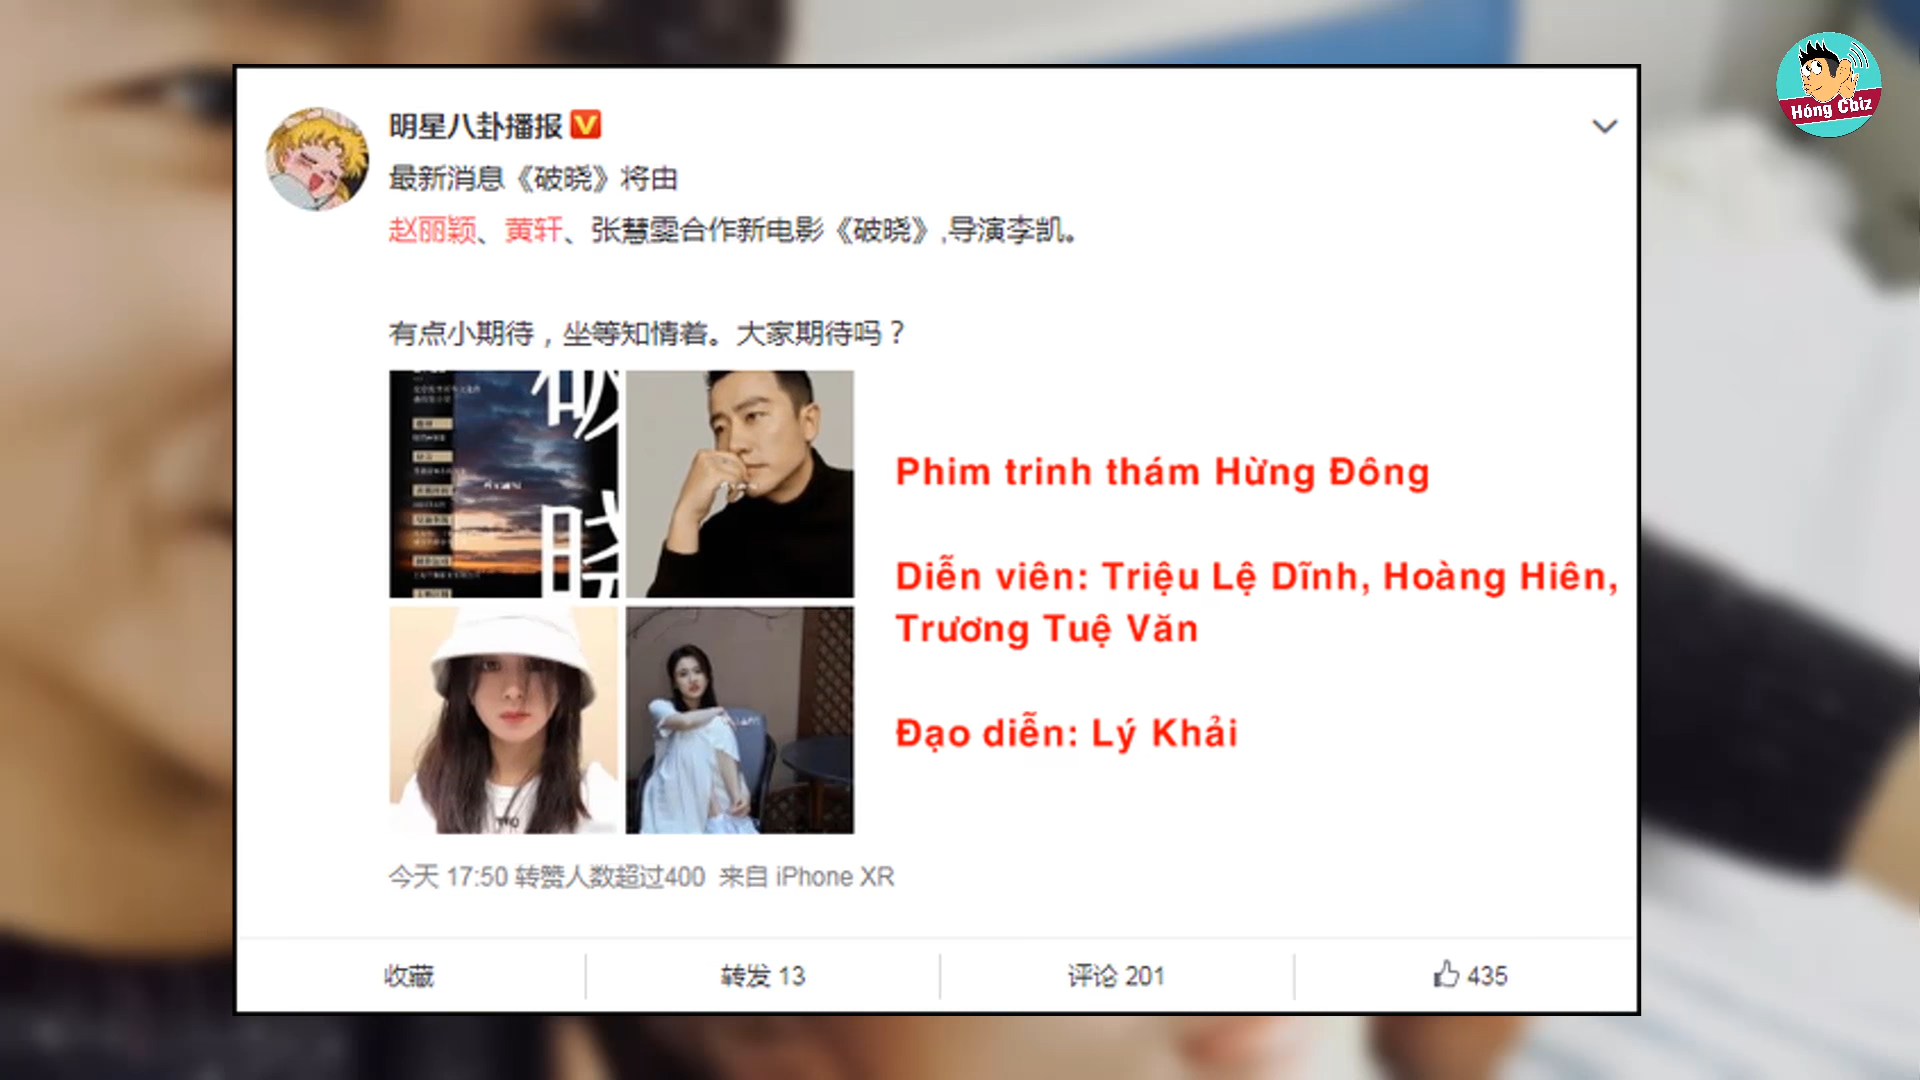 Hóng Cbiz
明星八卦播报
最新消息《破晓》将由
赵丽颖、黄轩、张慧雯合作新电影《破晓》,导演李凯。
有点小期待，坐等知情着。大家期待吗？
破
晓
Phim trinh thám Hừng Đông
Diễn viên: Triệu Lệ Dĩnh, Hoàng Hiên,
Trương Tuệ Văn
Đạo diễn: Lý Khải
今天 17:50 转赞人数超过400 来自 iPhone XR
收藏
转发 13
评论 201
435